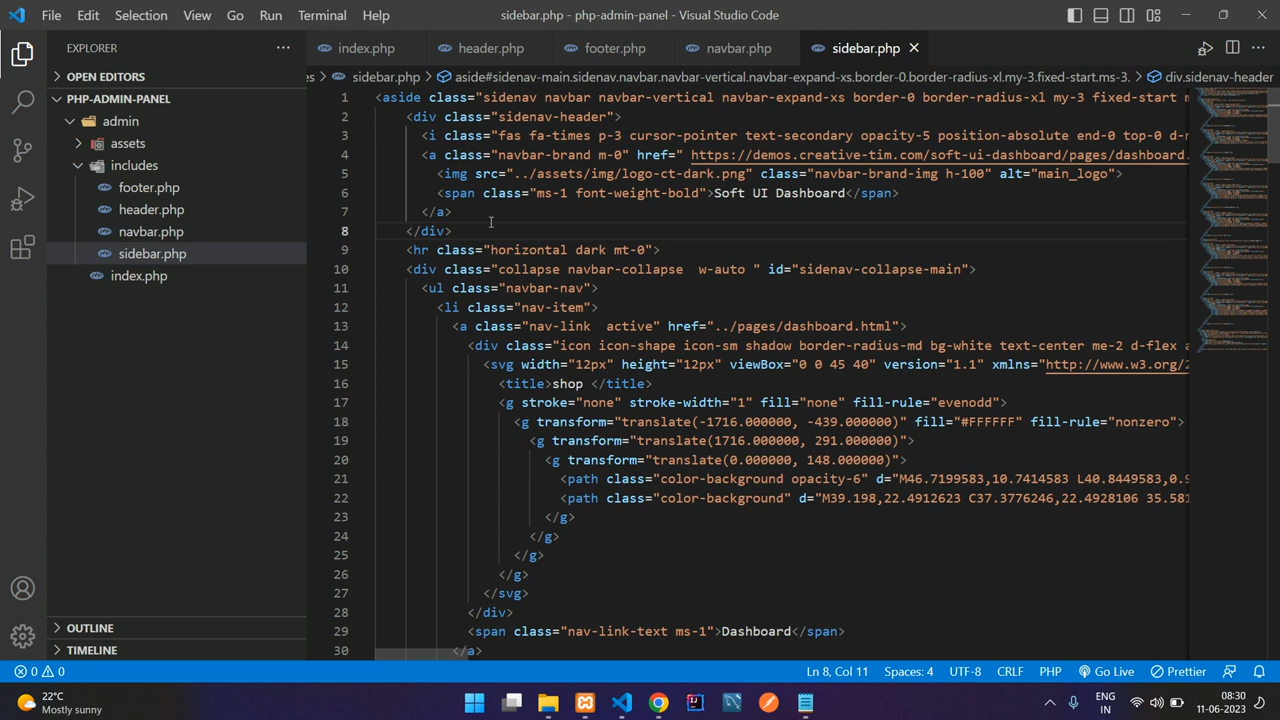 File Edit Selection View Go Run Terminal Help sidebar.php - php-admin-panel - Visual Studio Code
EXPLORER
index.php header.php footer.php navbar.php sidebar.php
OPEN EDITORS
PHP-ADMIN-PANEL
admin
assets
includes
footer.php
header.php
navbar.php
sidebar.php
index.php
OUTLINE
TIMELINE
es > sidebar.php > aside#sidenav-main.sidenav.navbar.navbar-vertical.navbar-expand-xs.border-0.border-radius-xl.my-3.fixed-start.ms-3. > div.sidenav-header
1 <aside class="sidenav navbar navbar-vertical navbar-expand-xs border-0 border-radius-xl my-3 fixed-start m
2 <div class="sidenav-header">
3 <i class="fas fa-times p-3 cursor-pointer text-secondary opacity-5 position-absolute end-0 top-0 d-n
4 <a class="navbar-brand m-0" href=" https://demos.creative-tim.com/soft-ui-dashboard/pages/dashboard.
5 <img src="../assets/img/logo-ct-dark.png" class="navbar-brand-img h-100" alt="main_logo">
6 <span class="ms-1 font-weight-bold">Soft UI Dashboard</span>
7 </a>
8 </div>
9 <hr class="horizontal dark mt-0">
10 <div class="collapse navbar-collapse  w-auto " id="sidenav-collapse-main">
11 <ul class="navbar-nav">
12 <li class="nav-item">
13 <a class="nav-link  active" href="../pages/dashboard.html">
14 <div class="icon icon-shape icon-sm shadow border-radius-md bg-white text-center me-2 d-flex a
15 <svg width="12px" height="12px" viewBox="0 0 45 40" version="1.1" xmlns="http://www.w3.org/2
16 <title>shop </title>
17 <g stroke="none" stroke-width="1" fill="none" fill-rule="evenodd">
18 <g transform="translate(-1716.000000, -439.000000)" fill="#FFFFFF" fill-rule="nonzero">
19 <g transform="translate(1716.000000, 291.000000)">
20 <g transform="translate(0.000000, 148.000000)">
21 <path class="color-background opacity-6" d="M46.7199583,10.7414583 L40.8449583,0.9
22 <path class="color-background" d="M39.198,22.4912623 C37.3776246,22.4928106 35.581
23 </g>
24 </g>
25 </g>
26 </g>
27 </svg>
28 </div>
29 <span class="nav-link-text ms-1">Dashboard</span>
30 </a>
0 0 Ln 8, Col 11 Spaces: 4 UTF-8 CRLF PHP Go Live Prettier
22°C
Mostly sunny
ENG
IN
08:30
11-06-2023